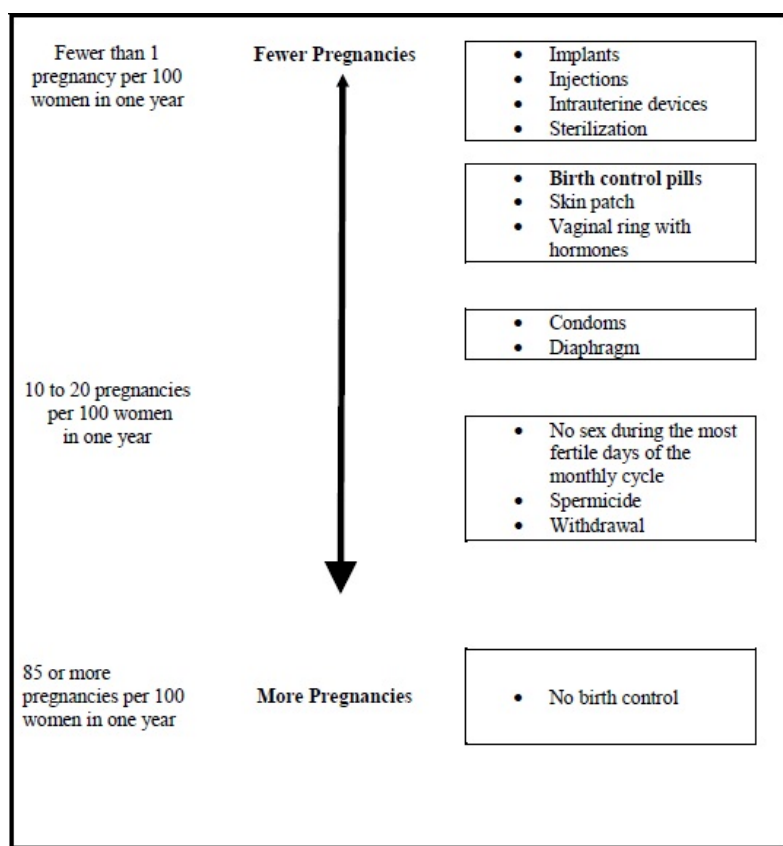 Fewer than 1
pregnancy per 100
women in one year
Fewer Pregnancies
• Implants
• Injections
• Intrauterine devices
• Sterilization
• Birth control pills
• Skin patch
• Vaginal ring with
hormones
• Condoms
• Diaphragm
10 to 20 pregnancies
per 100 women
in one year
• No sex during the most
fertile days of the
monthly cycle
• Spermicide
• Withdrawal
85 or more
pregnancies per 100
women in one year
More Pregnancies
• No birth control